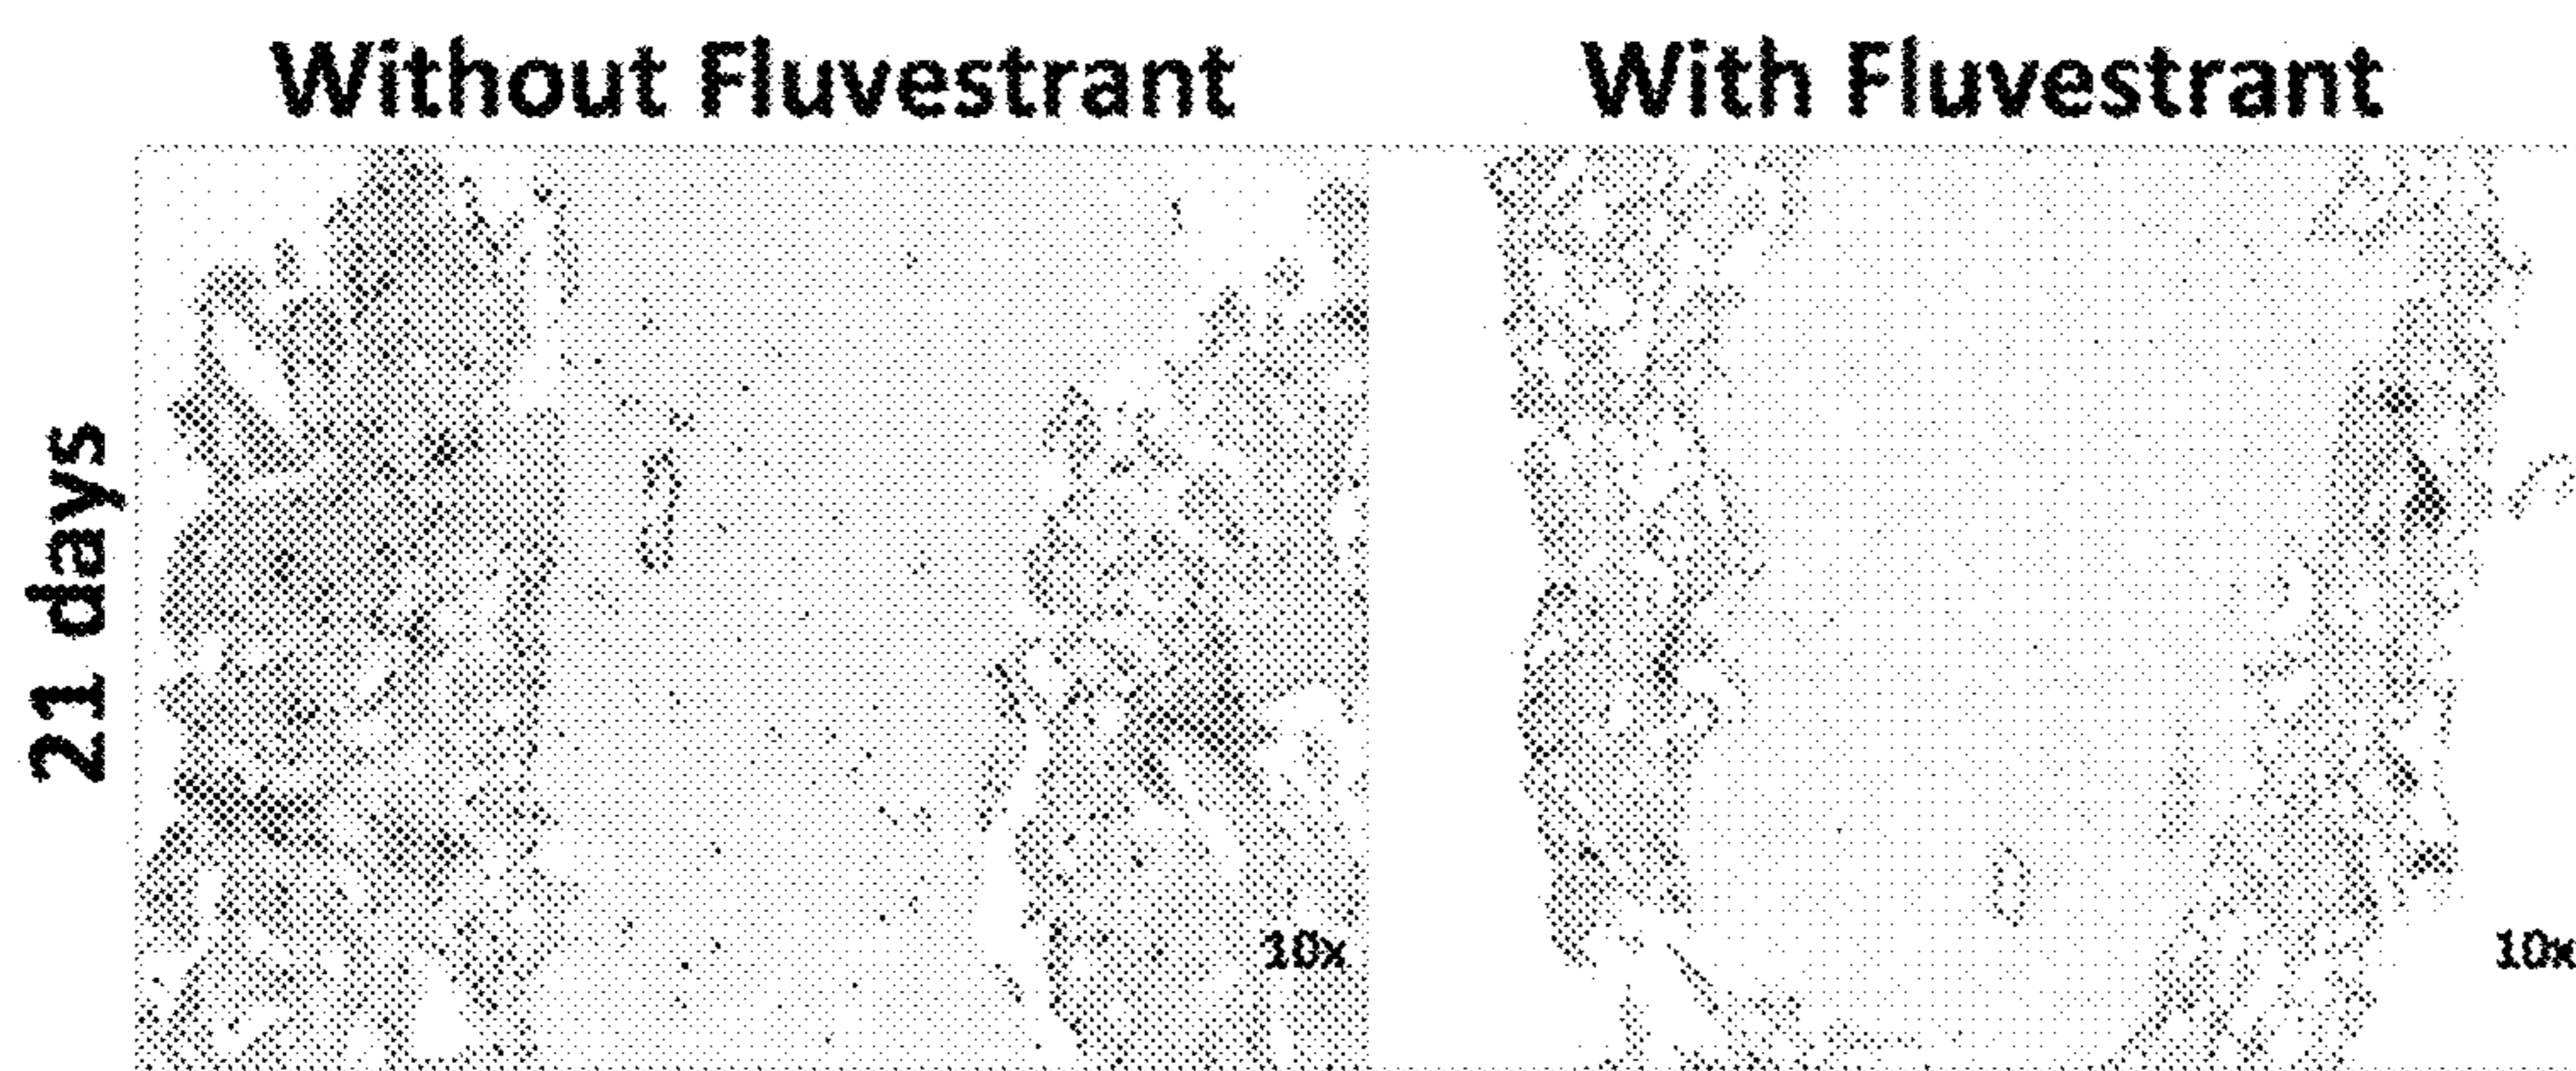 Without Fluvestrant
With Fluvestrant
21 days
10x
10x